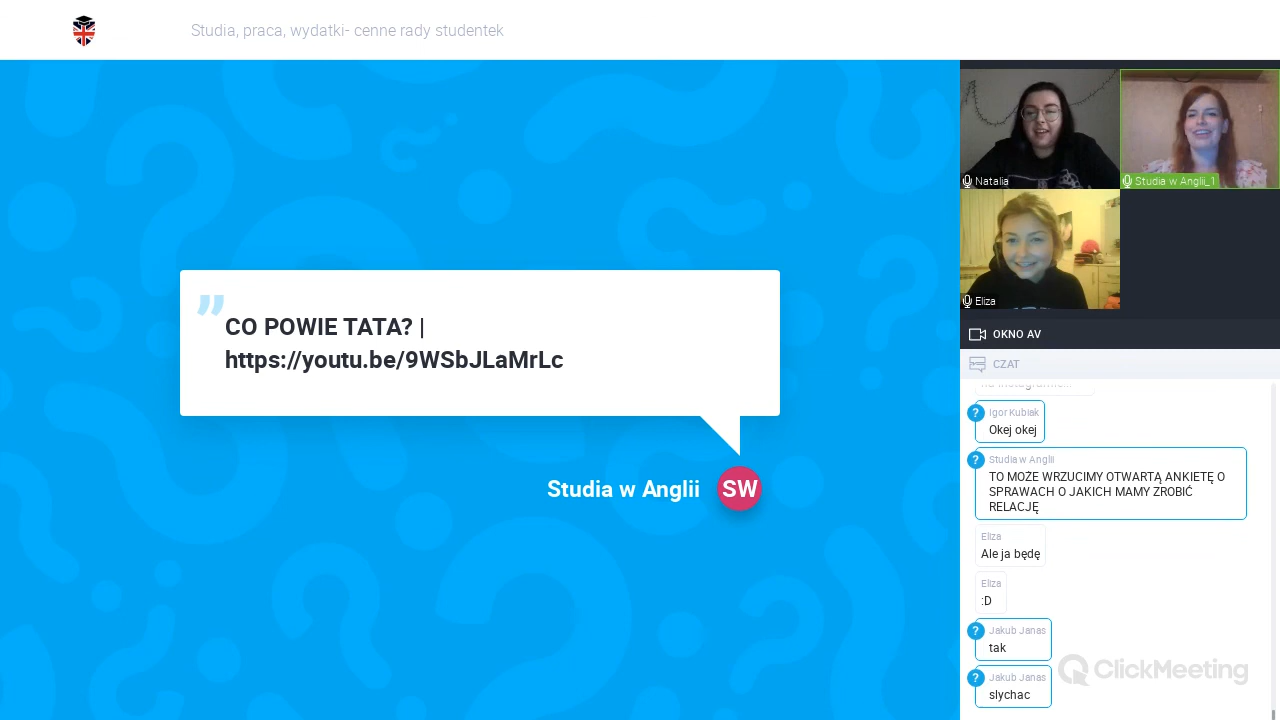 Studia, praca, wydatki- cenne rady studentek
Natalia
Studia w Anglii_1
Eliza
"
CO POWIE TATA? |
https://youtu.be/9WSbJLaMrLc
Studia w Anglii
SW
OKNO AV
CZAT
?
Igor Kubiak
Okej okej
?
Studia w Anglii
TO MOŻE WRZUCIMY OTWARTĄ ANKIETĘ O
SPRAWACH O JAKICH MAMY ZROBIĆ
RELACJĘ
Eliza
Ale ja będę
Eliza
:D
?
Jakub Janas
tak
?
Jakub Janas
slychac
ClickMeeting